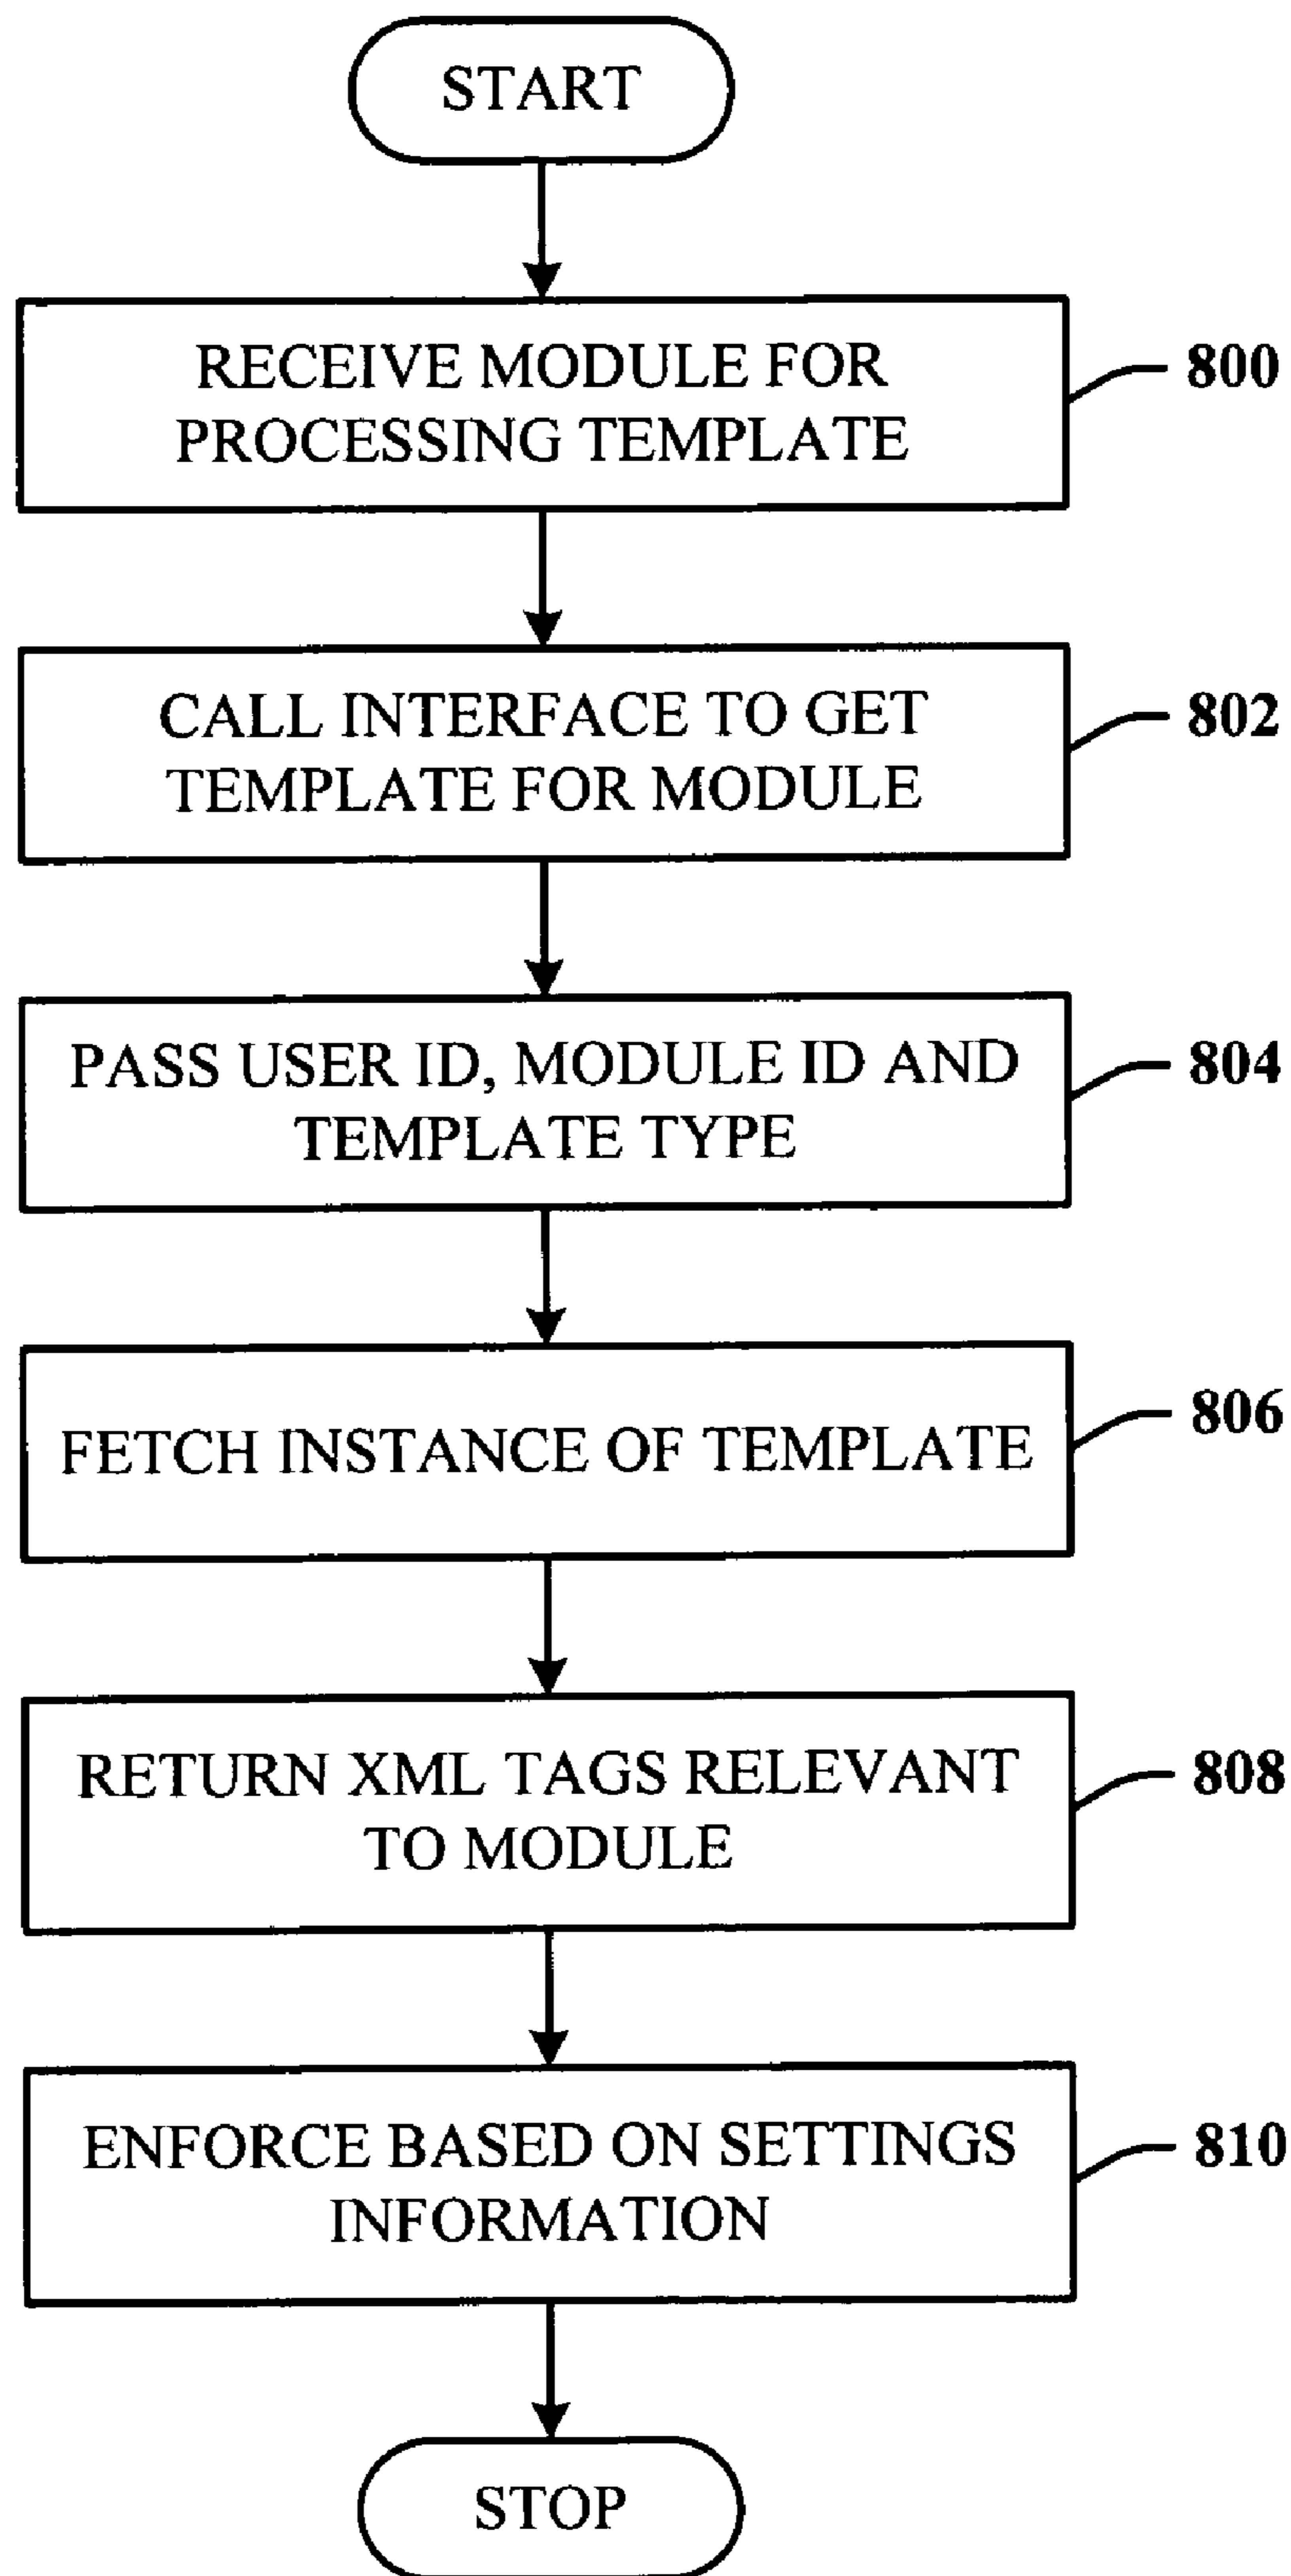 START
RECEIVE MODULE FOR
PROCESSING TEMPLATE
800
CALL INTERFACE TO GET
TEMPLATE FOR MODULE
802
PASS USER ID, MODULE ID AND
TEMPLATE TYPE
804
FETCH INSTANCE OF TEMPLATE
806
RETURN XML TAGS RELEVANT
TO MODULE
808
ENFORCE BASED ON SETTINGS
INFORMATION
810
STOP